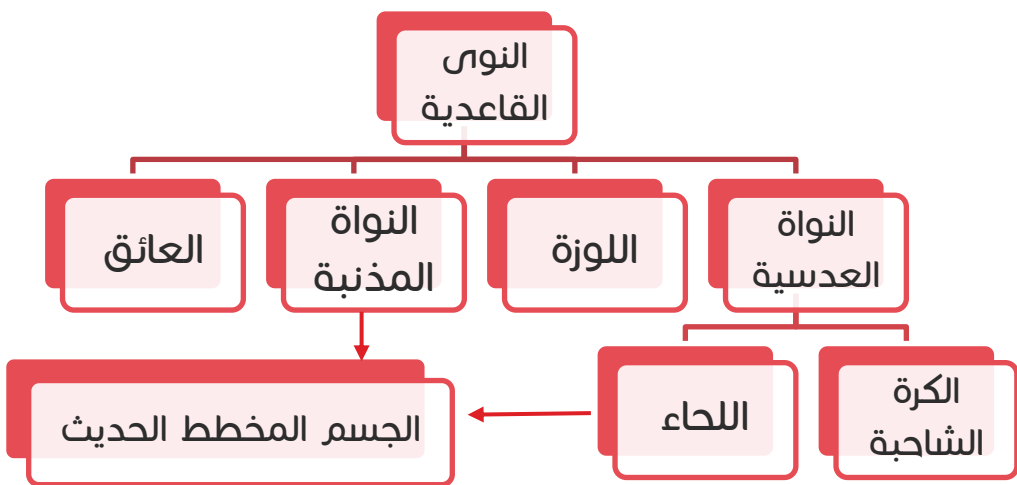 النوى
القاعدية
النواة
العدسية
اللوزة
النواة
المذنبة
العائق
الكرة
الشاحبة
اللحاء
الجسم المخطط الحديث